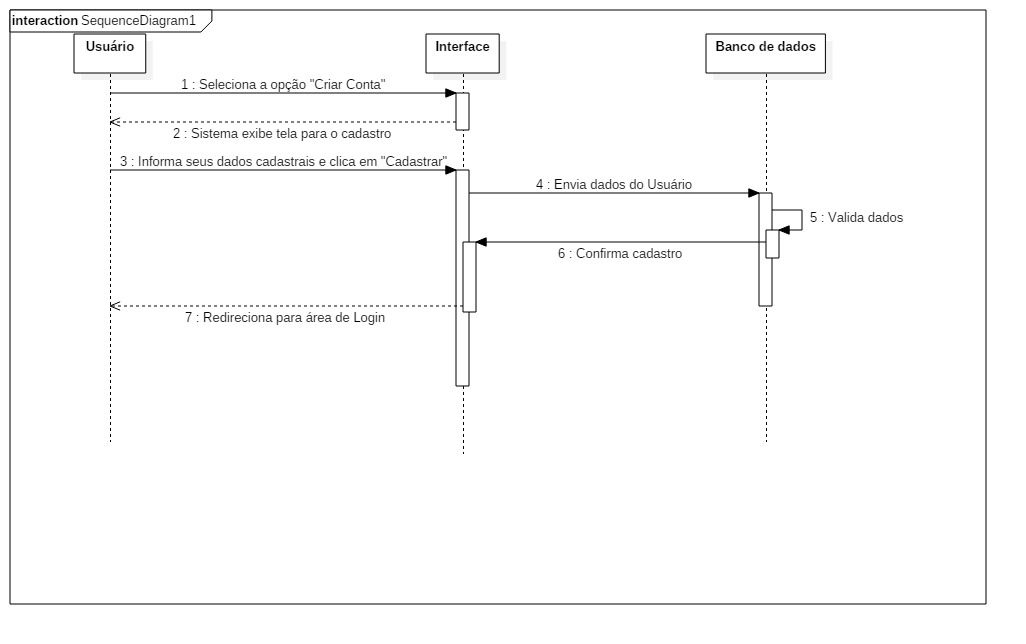 interaction SequenceDiagram1
Usuário
Interface
Banco de dados
1 : Seleciona a opção "Criar Conta"
2 : Sistema exibe tela para o cadastro
3 : Informa seus dados cadastrais e clica em "Cadastrar"
4 : Envia dados do Usuário
5 : Valida dados
6 : Confirma cadastro
7 : Redireciona para área de Login